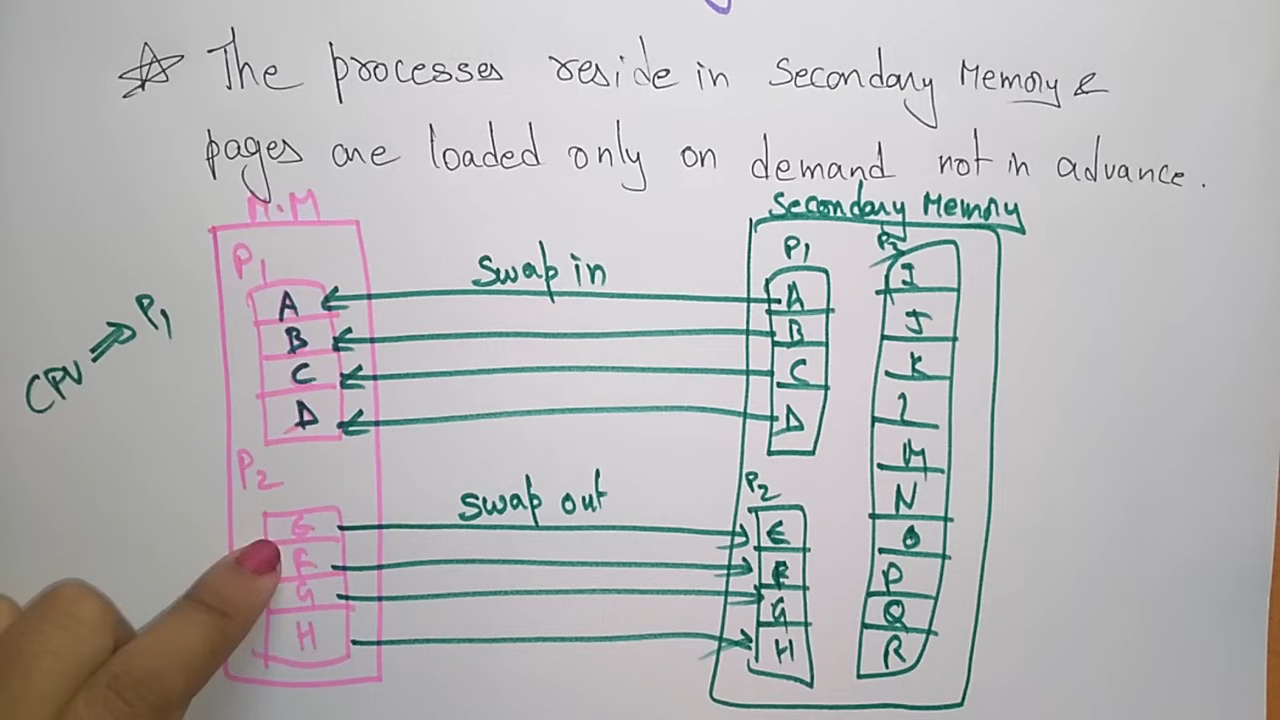 ☆ The processes reside in Secondary Memory &
pages are loaded only on demand not in advance.
M.M
Secondary Memory
CPU ⇒ P1
P1
A
B
C
D
P2
E
F
G
H
Swap in
swap out
P1
A
B
C
D
P2
E
F
G
H
P3
I
J
K
L
M
N
O
P
Q
R